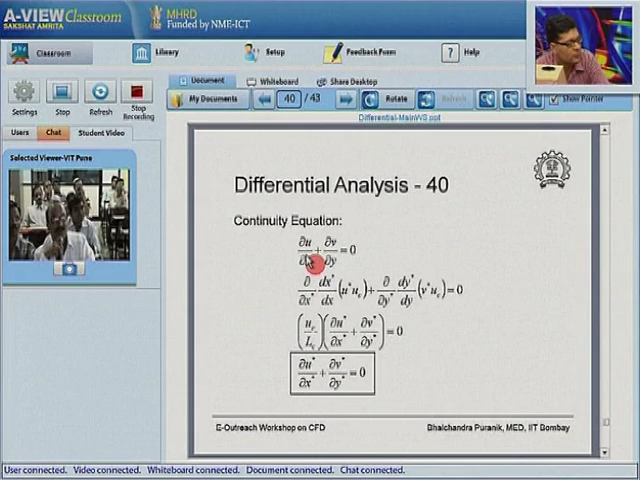 A-VIEW Classroom
SAKSHAT AMRITA
MHRD
Funded by NME-ICT
Classroom
Library
Setup
Feedback Form
? Help
Document
Whiteboard
Share Desktop
Settings
Stop
Refresh
Stop Recording
My Documents
40 / 43
Rotate
Refresh
Show Pointer
Differential-MainWS.ppt
Users
Chat
Student Video
Selected Viewer-VIT Pune
Differential Analysis - 40
Continuity Equation:
∂u/∂x + ∂v/∂y = 0
∂/∂x* dx*/dx (u*u_c) + ∂/∂y* dy*/dy (v*u_c) = 0
(u_c/L_c)(∂u*/∂x* + ∂v*/∂y*) = 0
∂u*/∂x* + ∂v*/∂y* = 0
E-Outreach Workshop on CFD
Bhalchandra Puranik, MED, IIT Bombay
User connected. Video connected. Whiteboard connected. Document connected. Chat connected.